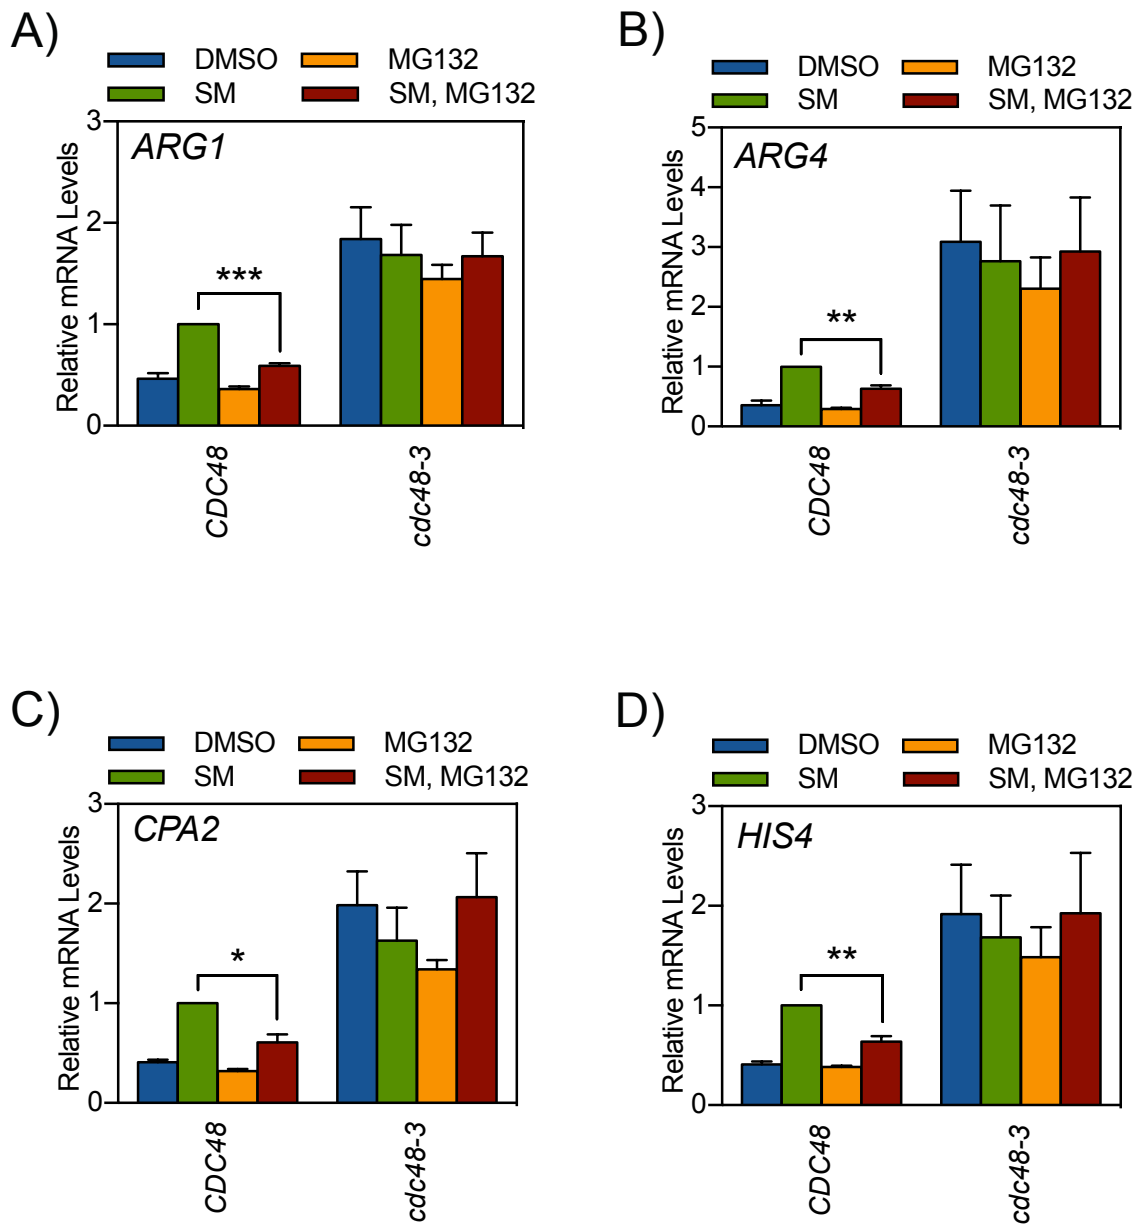 A)
DMSO MG132
SM SM, MG132
ARG1
Relative mRNA Levels
3
2
1
0
***
CDC48
cdc48-3
B)
DMSO MG132
SM SM, MG132
ARG4
Relative mRNA Levels
5
4
3
2
1
0
**
CDC48
cdc48-3
C)
DMSO MG132
SM SM, MG132
CPA2
Relative mRNA Levels
3
2
1
0
*
CDC48
cdc48-3
D)
DMSO MG132
SM SM, MG132
HIS4
Relative mRNA Levels
3
2
1
0
**
CDC48
cdc48-3